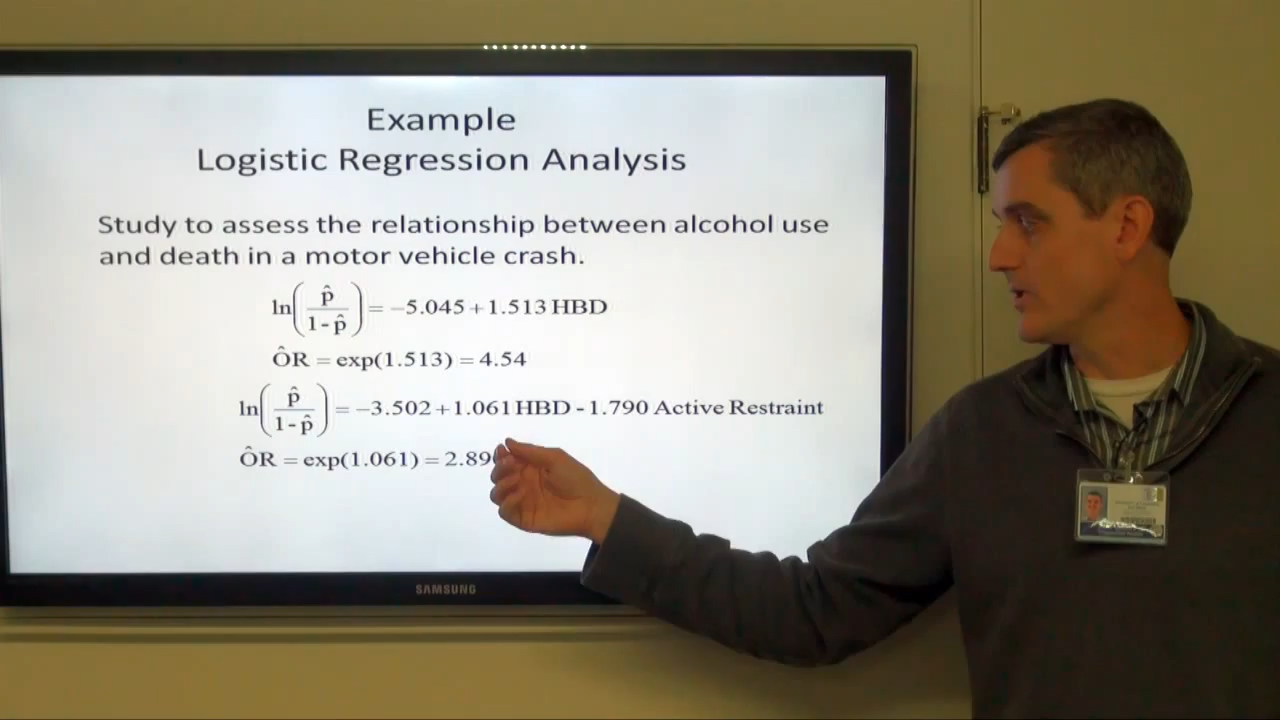 Example
Logistic Regression Analysis
Study to assess the relationship between alcohol use
and death in a motor vehicle crash.
ln(p̂ / 1 - p̂) = −5.045 + 1.513 HBD
ÔR = exp(1.513) = 4.54
ln(p̂ / 1 - p̂) = −3.502 + 1.061 HBD - 1.790 Active Restraint
ÔR = exp(1.061) = 2.89
SAMSUNG